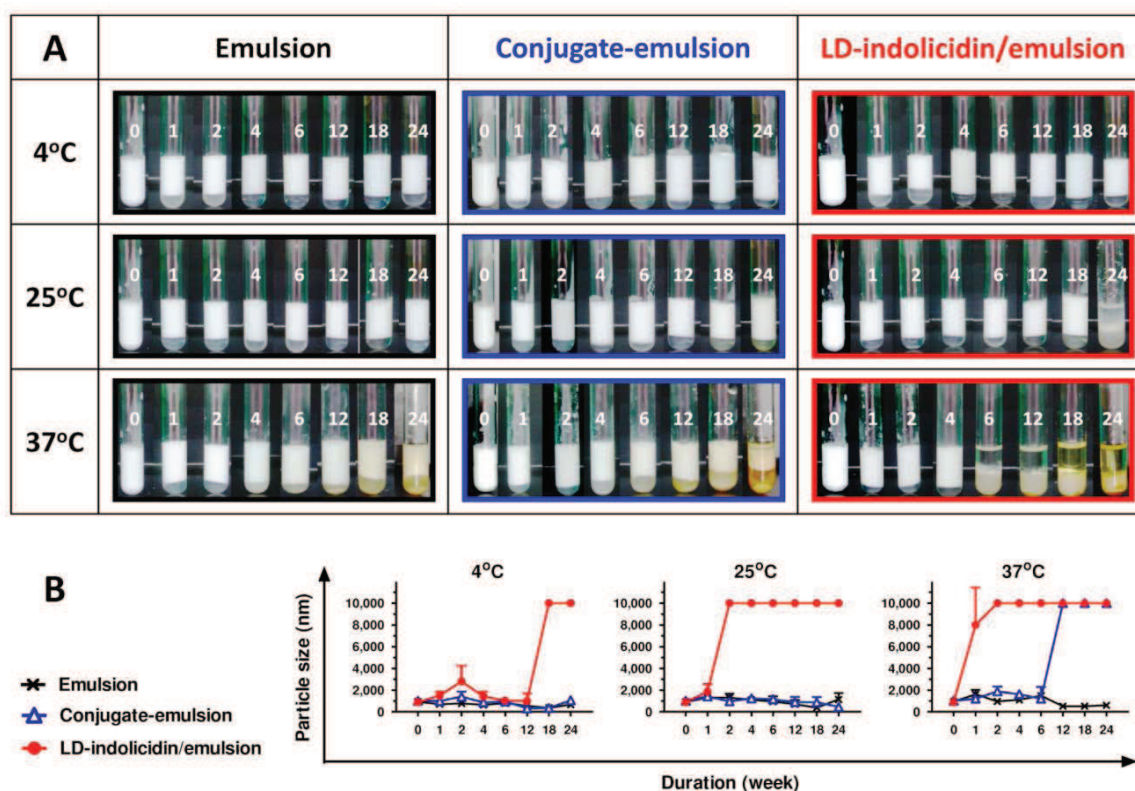 A Emulsion Conjugate-emulsion LD-indolicidin/emulsion
4°C 0 1 2 4 6 12 18 24 0 1 2 4 6 12 18 24 0 1 2 4 6 12 18 24
25°C 0 1 2 4 6 12 18 24 0 1 2 4 6 12 18 24 0 1 2 4 6 12 18 24
37°C 0 1 2 4 6 12 18 24 0 1 2 4 6 12 18 24 0 1 2 4 6 12 18 24
B
Emulsion
Conjugate-emulsion
LD-indolicidin/emulsion
Particle size (nm)
4°C
10,000
8,000
6,000
4,000
2,000
0
0 1 2 4 6 12 18 24
25°C
10,000
8,000
6,000
4,000
2,000
0
0 1 2 4 6 12 18 24
37°C
10,000
8,000
6,000
4,000
2,000
0
0 1 2 4 6 12 18 24
Duration (week)